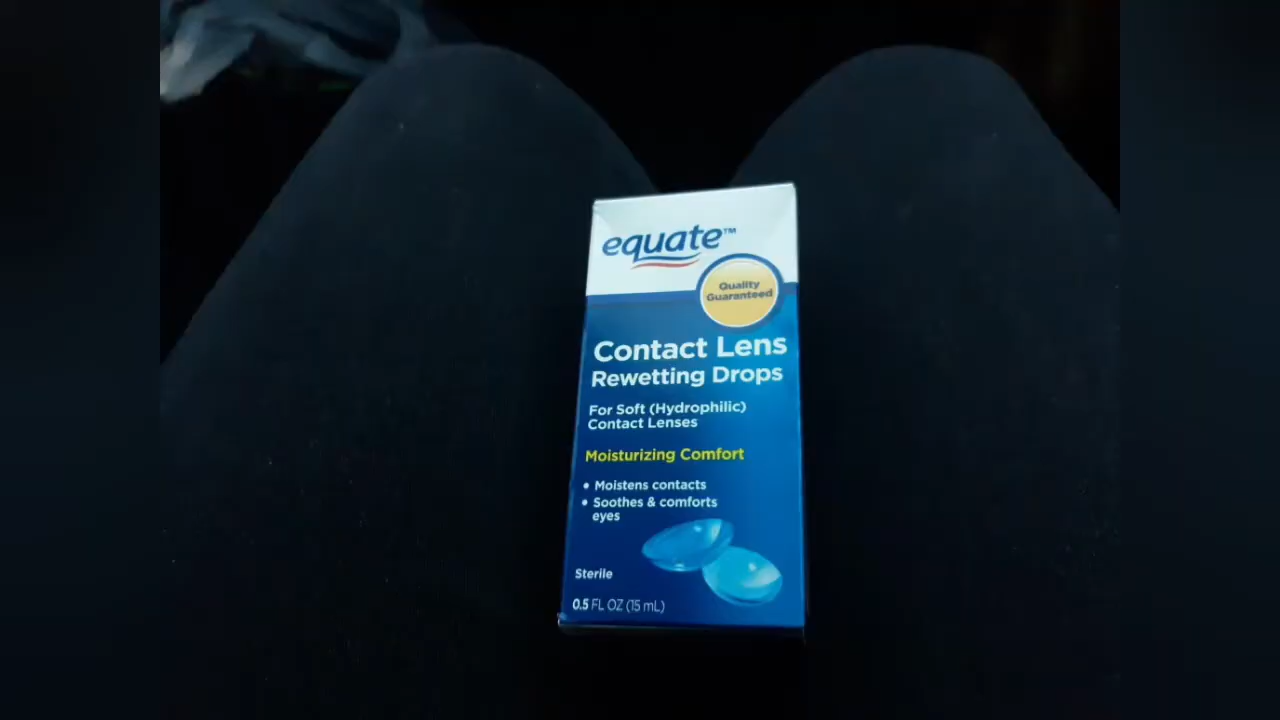 equate™
Quality
Guaranteed
Contact Lens
Rewetting Drops
For Soft (Hydrophilic)
Contact Lenses
Moisturizing Comfort
• Moistens contacts
• Soothes & comforts
eyes
Sterile
0.5 FL OZ (15 mL)